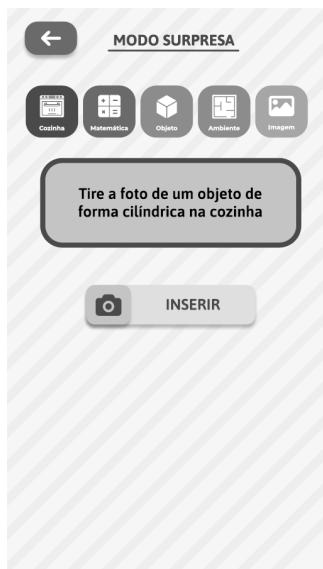 MODO SURPRESA
Cozinha
Matemática
Objeto
Ambiente
Imagem
Tire a foto de um objeto de
forma cilíndrica na cozinha
INSERIR